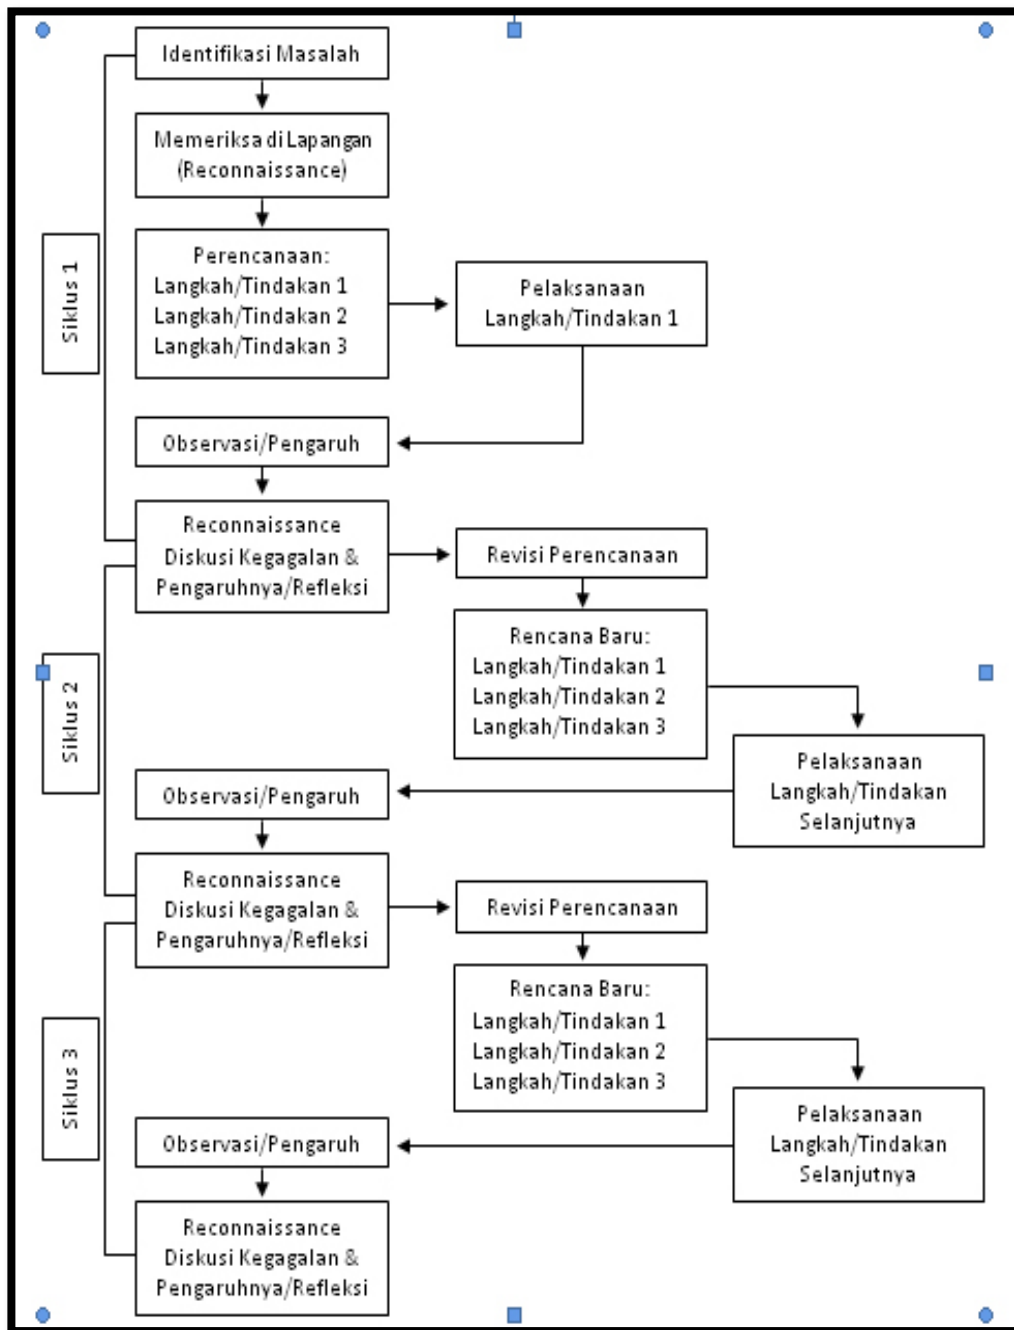 Identifikasi Masalah
Memeriksa di Lapangan
(Reconnaissance)
Siklus 1
Perencanaan:
Langkah/Tindakan 1
Langkah/Tindakan 2
Langkah/Tindakan 3
Pelaksanaan
Langkah/Tindakan 1
Observasi/Pengaruh
Reconnaissance
Diskusi Kegagalan &
Pengaruhnya/Refleksi
Revisi Perencanaan
Siklus 2
Rencana Baru:
Langkah/Tindakan 1
Langkah/Tindakan 2
Langkah/Tindakan 3
Pelaksanaan
Langkah/Tindakan
Selanjutnya
Observasi/Pengaruh
Reconnaissance
Diskusi Kegagalan &
Pengaruhnya/Refleksi
Revisi Perencanaan
Siklus 3
Rencana Baru:
Langkah/Tindakan 1
Langkah/Tindakan 2
Langkah/Tindakan 3
Pelaksanaan
Langkah/Tindakan
Selanjutnya
Observasi/Pengaruh
Reconnaissance
Diskusi Kegagalan &
Pengaruhnya/Refleksi